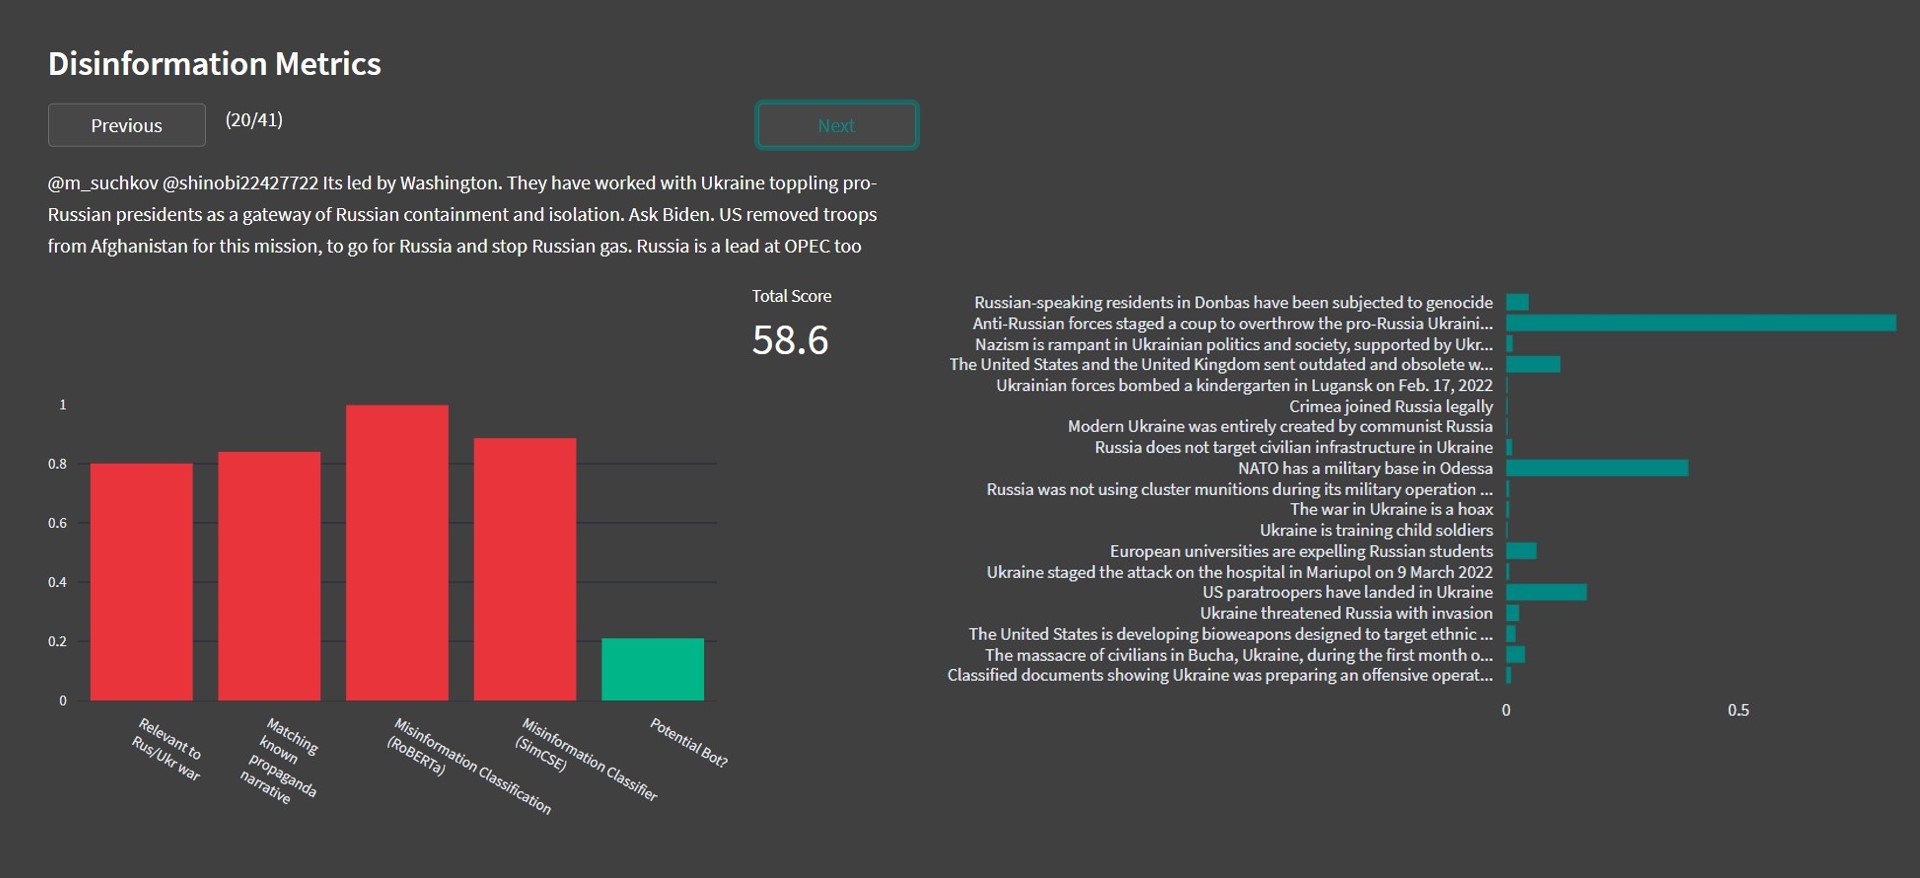 Disinformation Metrics
Previous
(20/41)
Next
@m_suchkov @shinobi22427722 Its led by Washington. They have worked with Ukraine toppling pro-
Russian presidents as a gateway of Russian containment and isolation. Ask Biden. US removed troops
from Afghanistan for this mission, to go for Russia and stop Russian gas. Russia is a lead at OPEC too
Total Score
58.6
1
0.8
0.6
0.4
0.2
0
Relevant to
Rus/Ukr war
Matching
known
propaganda
narrative
Misinformation Classification
(RoBERTa)
Misinformation Classifier
(SimCSE)
Potential Bot?
Russian-speaking residents in Donbas have been subjected to genocide
Anti-Russian forces staged a coup to overthrow the pro-Russia Ukraini...
Nazism is rampant in Ukrainian politics and society, supported by Ukr...
The United States and the United Kingdom sent outdated and obsolete w...
Ukrainian forces bombed a kindergarten in Lugansk on Feb. 17, 2022
Crimea joined Russia legally
Modern Ukraine was entirely created by communist Russia
Russia does not target civilian infrastructure in Ukraine
NATO has a military base in Odessa
Russia was not using cluster munitions during its military operation ...
The war in Ukraine is a hoax
Ukraine is training child soldiers
European universities are expelling Russian students
Ukraine staged the attack on the hospital in Mariupol on 9 March 2022
US paratroopers have landed in Ukraine
Ukraine threatened Russia with invasion
The United States is developing bioweapons designed to target ethnic ...
The massacre of civilians in Bucha, Ukraine, during the first month o...
Classified documents showing Ukraine was preparing an offensive operat...
0
0.5